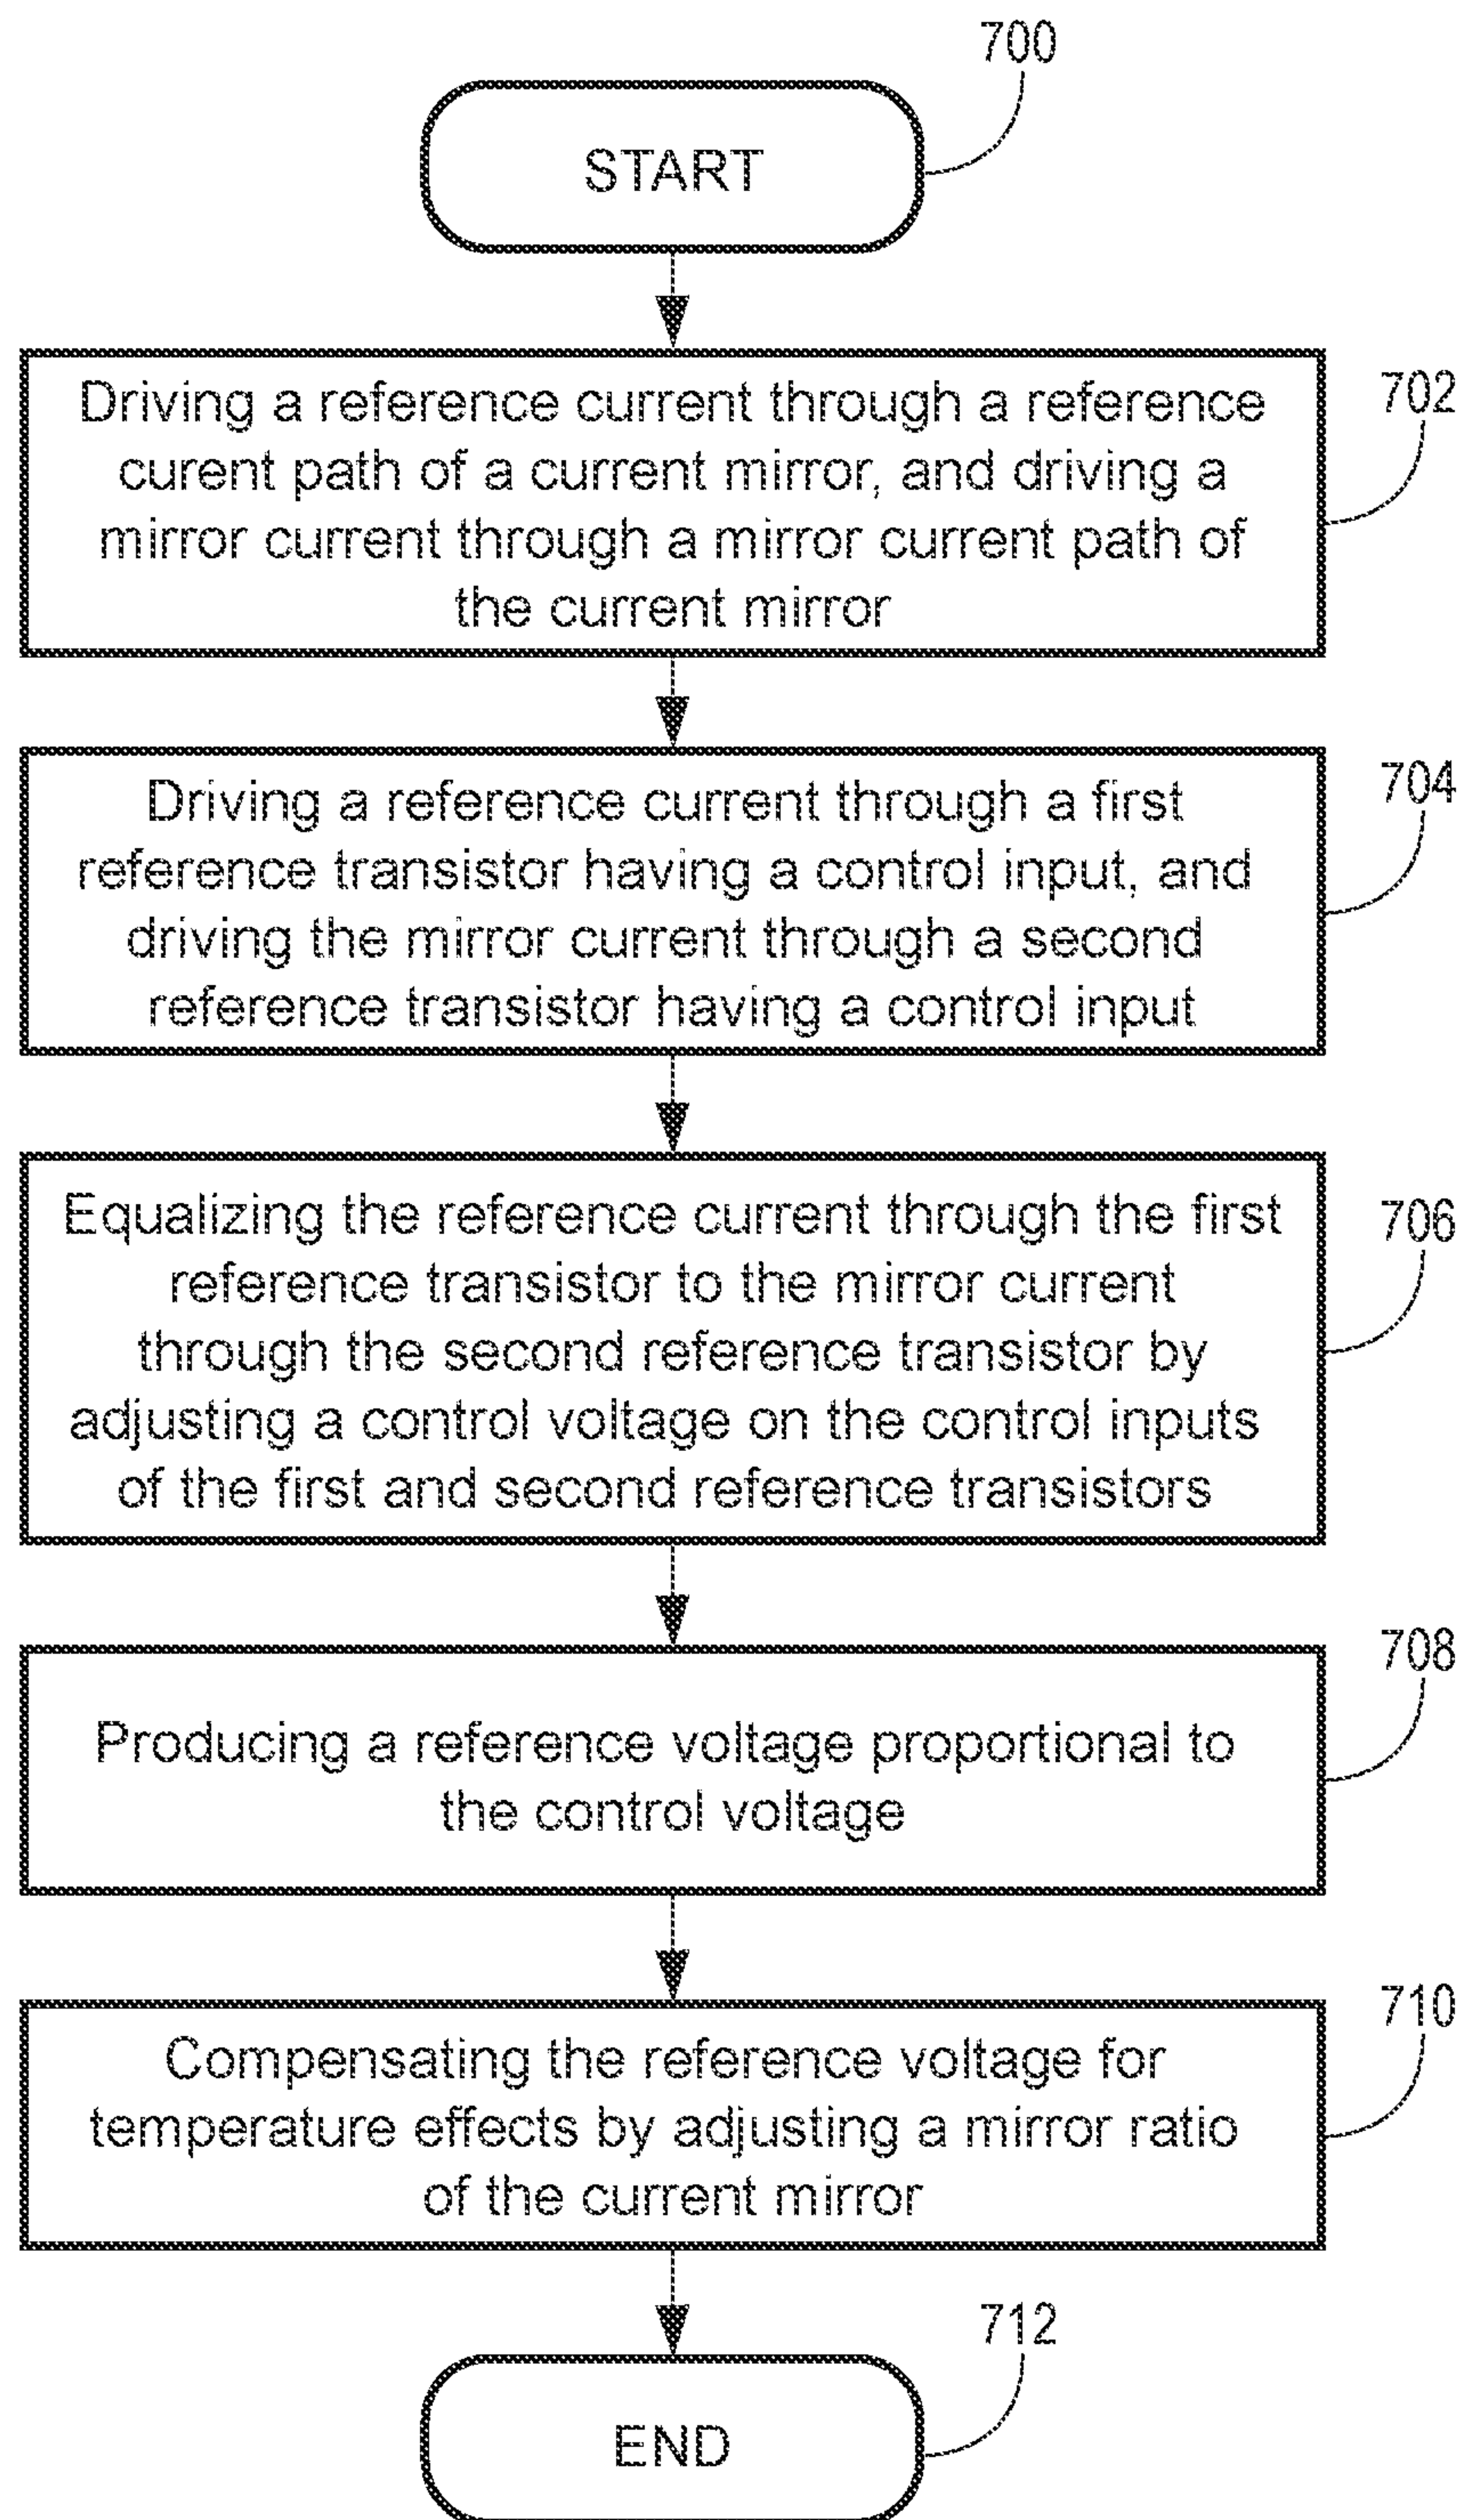 700
START
702
Driving a reference current through a reference
curent path of a current mirror, and driving a
mirror current through a mirror current path of
the current mirror
704
Driving a reference current through a first
reference transistor having a control input, and
driving the mirror current through a second
reference transistor having a control input
706
Equalizing the reference current through the first
reference transistor to the mirror current
through the second reference transistor by
adjusting a control voltage on the control inputs
of the first and second reference transistors
708
Producing a reference voltage proportional to
the control voltage
710
Compensating the reference voltage for
temperature effects by adjusting a mirror ratio
of the current mirror
712
END